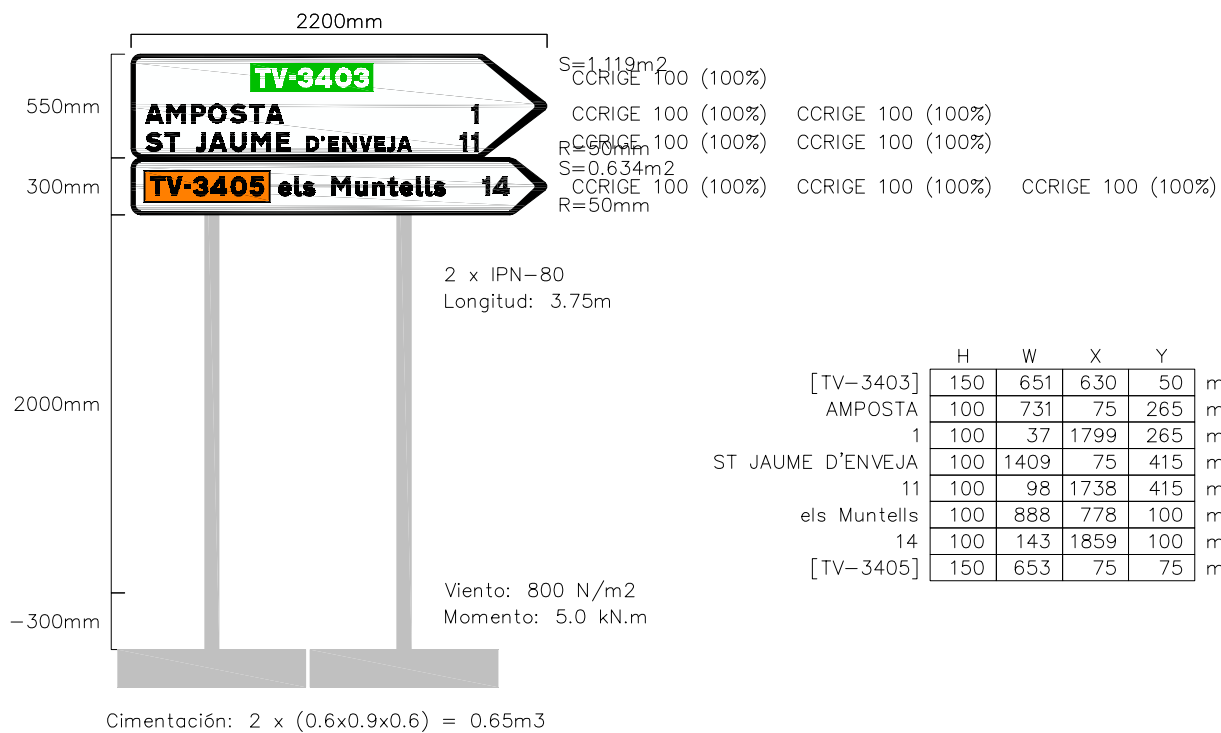 2200mm
S=1.119m2
TV-3403 CCRIGE 100 (100%)
550mm
AMPOSTA 1 CCRIGE 100 (100%) CCRIGE 100 (100%)
ST JAUME D'ENVEJA 11 CCRIGE 100 (100%) CCRIGE 100 (100%)
R=50mm
S=0.634m2
300mm TV-3405 els Muntells 14 CCRIGE 100 (100%) CCRIGE 100 (100%) CCRIGE 100 (100%)
R=50mm
2 x IPN-80
Longitud: 3.75m
H W X Y
[TV-3403] 150 651 630 50 m
2000mm
AMPOSTA 100 731 75 265 m
1 100 37 1799 265 m
ST JAUME D'ENVEJA 100 1409 75 415 m
11 100 98 1738 415 m
els Muntells 100 888 778 100 m
14 100 143 1859 100 m
[TV-3405] 150 653 75 75 m
Viento: 800 N/m2
Momento: 5.0 kN.m
-300mm
Cimentación: 2 x (0.6x0.9x0.6) = 0.65m3